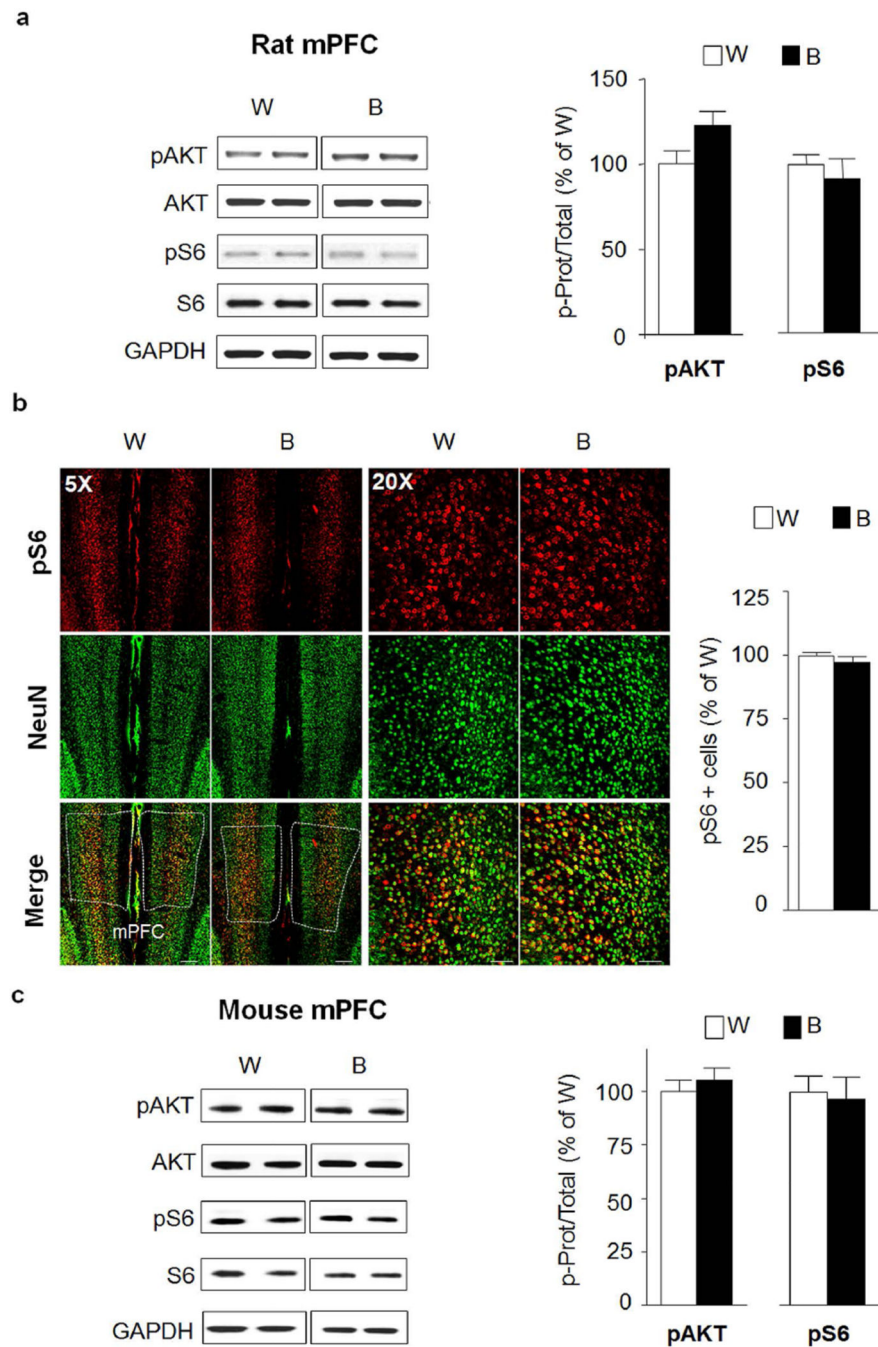 a
Rat mPFC
W B
pAKT
AKT
pS6
S6
GAPDH
W B
p-Prot/Total (% of W)
150
100
50
0
pAKT pS6
b
W B W B
5X 20X
pS6
NeuN
Merge
mPFC
W B
pS6 + cells (% of W)
125
100
75
50
25
0
c
Mouse mPFC
W B
pAKT
AKT
pS6
S6
GAPDH
W B
p-Prot/Total (% of W)
100
75
50
25
0
pAKT pS6